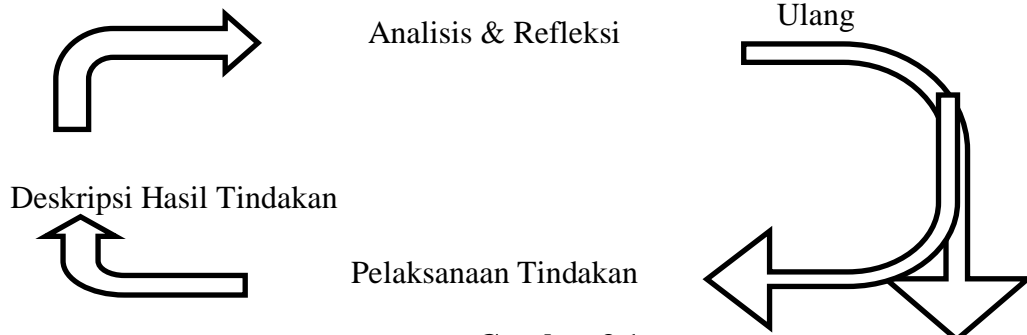 Ulang
Analisis & Refleksi
Deskripsi Hasil Tindakan
Pelaksanaan Tindakan